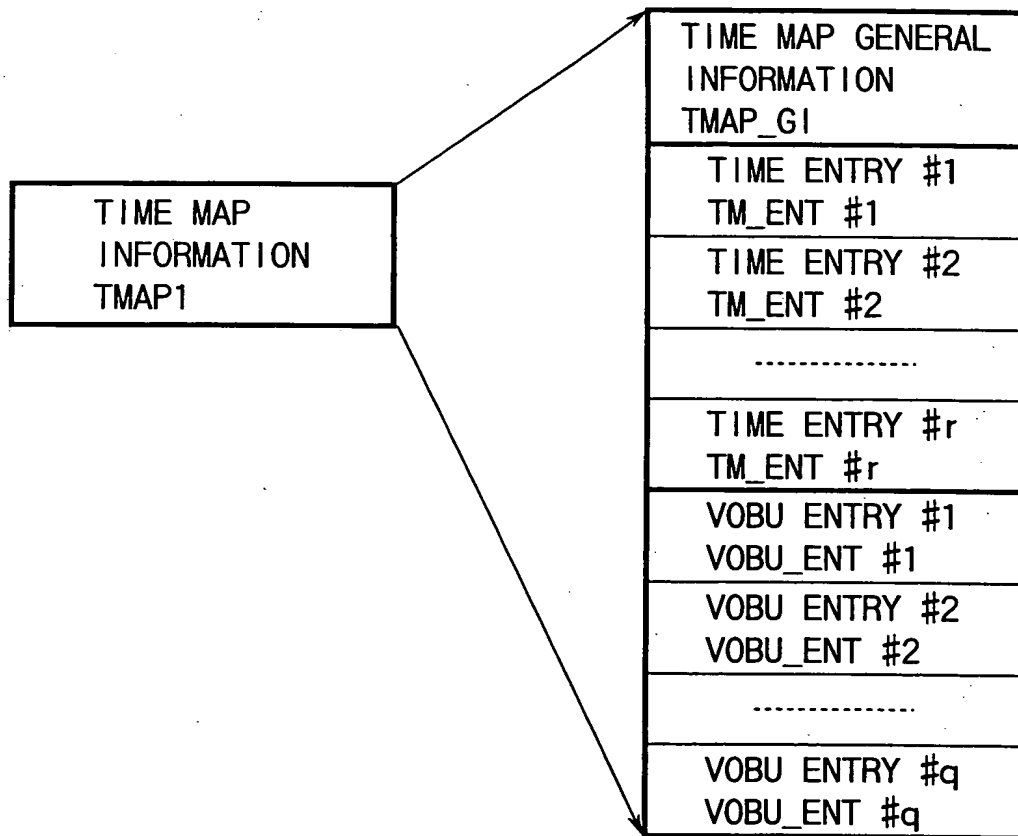 TIME MAP
INFORMATION
TMAP1
TIME MAP GENERAL
INFORMATION
TMAP_GI
TIME ENTRY #1
TM_ENT #1
TIME ENTRY #2
TM_ENT #2
---------------
TIME ENTRY #r
TM_ENT #r
VOBU ENTRY #1
VOBU_ENT #1
VOBU ENTRY #2
VOBU_ENT #2
---------------
VOBU ENTRY #q
VOBU_ENT #q